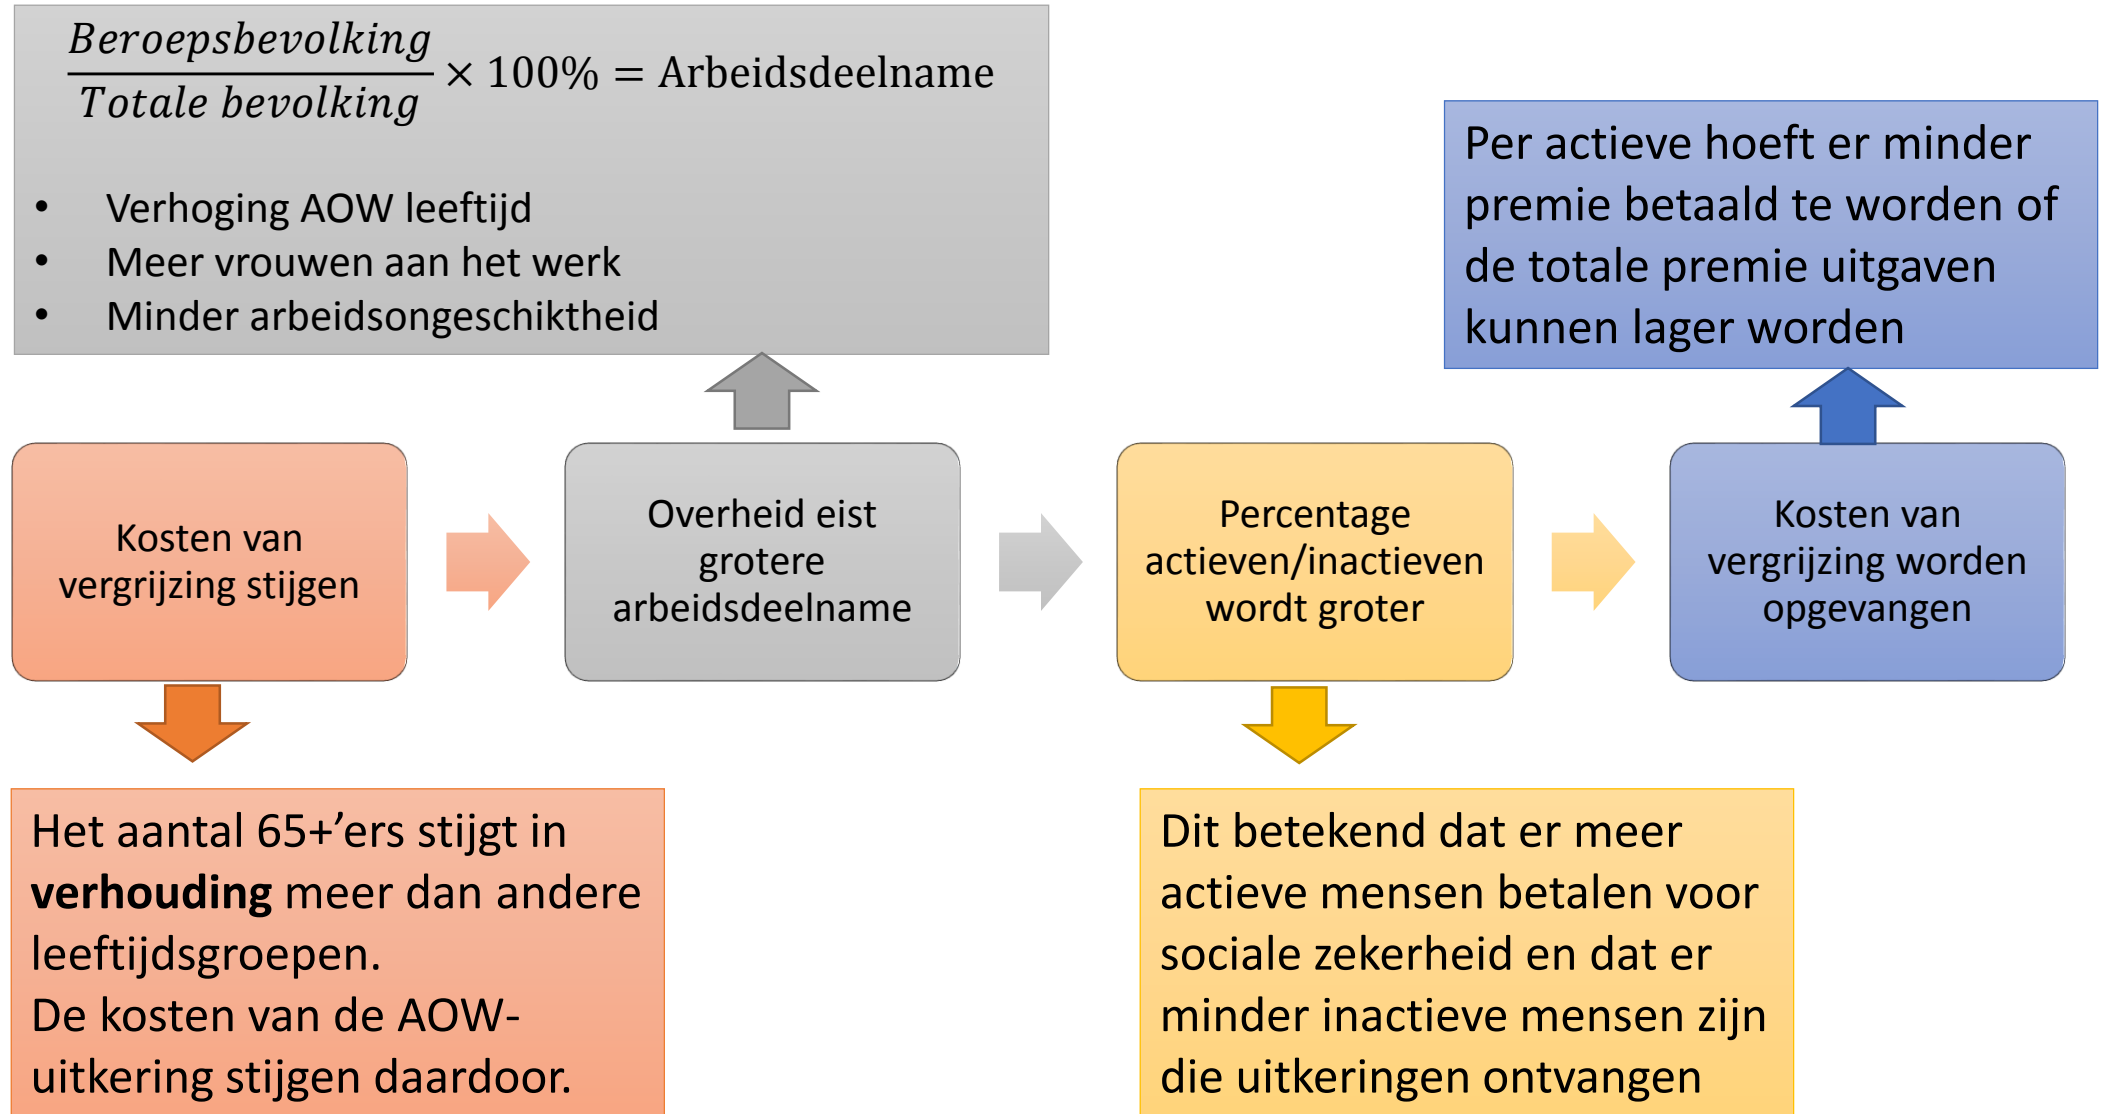 Beroepsbevolking
Totale bevolking
× 100% = Arbeidsdeelname
• Verhoging AOW leeftijd
• Meer vrouwen aan het werk
• Minder arbeidsongeschiktheid
Per actieve hoeft er minder
premie betaald te worden of
de totale premie uitgaven
kunnen lager worden
Kosten van
vergrijzing stijgen
Overheid eist
grotere
arbeidsdeelname
Percentage
actieven/inactieven
wordt groter
Kosten van
vergrijzing worden
opgevangen
Het aantal 65+’ers stijgt in
verhouding meer dan andere
leeftijdsgroepen.
De kosten van de AOW-
uitkering stijgen daardoor.
Dit betekend dat er meer
actieve mensen betalen voor
sociale zekerheid en dat er
minder inactieve mensen zijn
die uitkeringen ontvangen